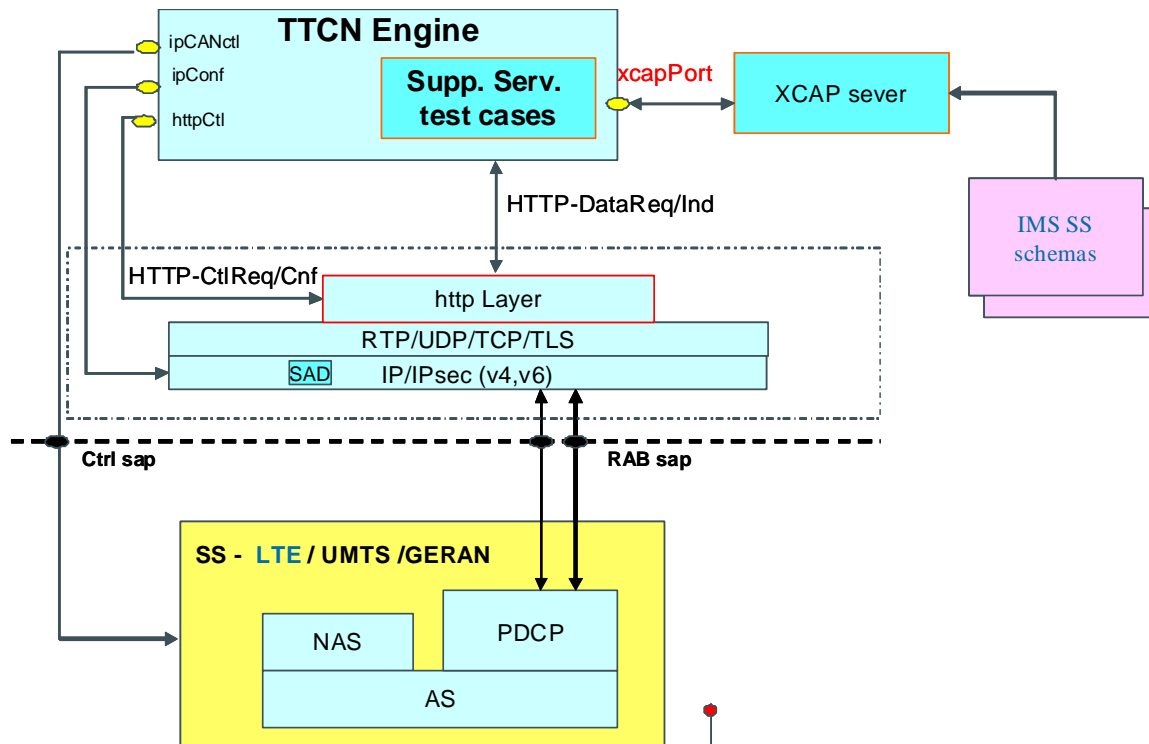 TTCN Engine
ipCANctl
ipConf
httpCtl
Supp. Serv.
test cases
xcapPort
XCAP sever
IMS SS
schemas
HTTP-DataReq/Ind
HTTP-CtlReq/Cnf
http Layer
RTP/UDP/TCP/TLS
SAD
IP/IPsec (v4,v6)
Ctrl sap
RAB sap
SS - LTE / UMTS /GERAN
NAS
PDCP
AS